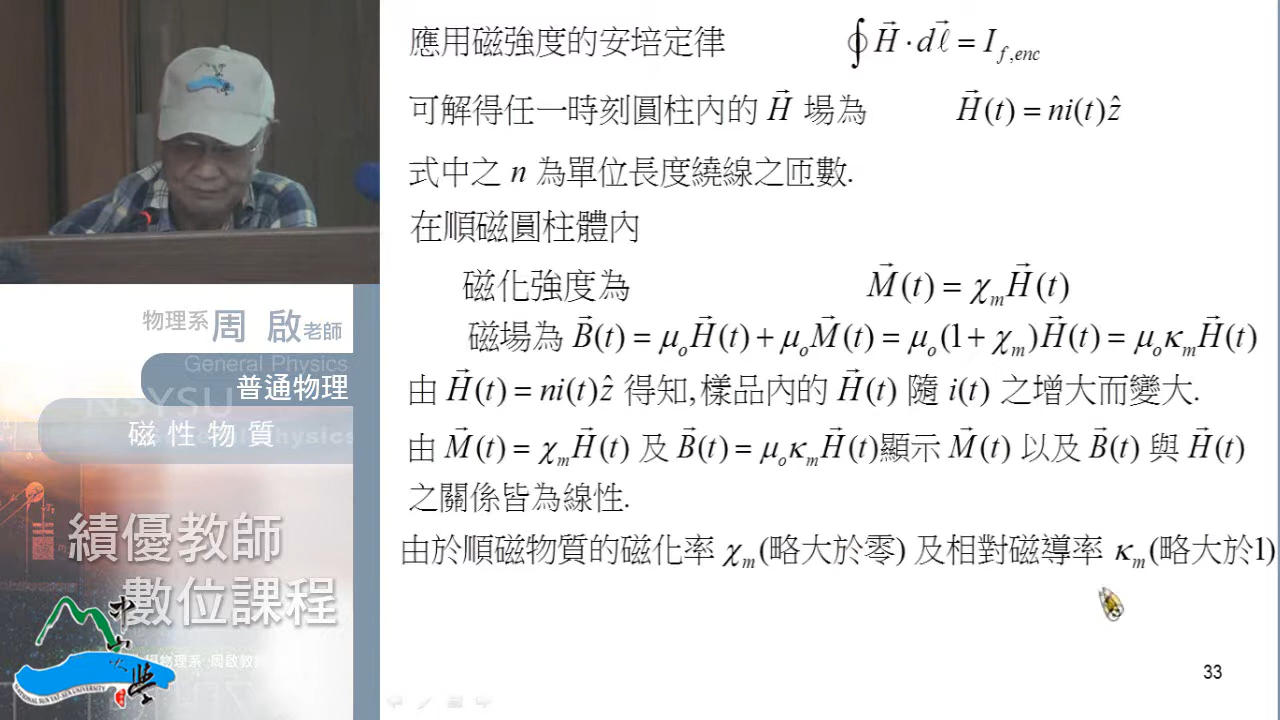 應用磁強度的安培定律 ∮H⃗·dℓ⃗ = I_{f,enc}
可解得任一時刻圓柱內的 H⃗ 場為 H⃗(t) = ni(t)ẑ
式中之 n 為單位長度繞線之匝數.
在順磁圓柱體內
磁化強度為 M⃗(t) = χ_m H⃗(t)
磁場為 B⃗(t) = μ_o H⃗(t) + μ_o M⃗(t) = μ_o(1+ χ_m)H⃗(t) = μ_o κ_m H⃗(t)
由 H⃗(t) = ni(t)ẑ 得知,樣品內的 H⃗(t) 隨 i(t) 之增大而變大.
由 M⃗(t) = χ_m H⃗(t) 及 B⃗(t) = μ_o κ_m H⃗(t)顯示 M⃗(t) 以及 B⃗(t) 與 H⃗(t)
之關係皆為線性.
由於順磁物質的磁化率 χ_m (略大於零) 及相對磁導率 κ_m (略大於1)
33
物理系 周 啟 老師
General Physics
普通物理
NSYSU
磁性物質
績優教師
數位課程
NATIONAL SUN YAT-SEN UNIVERSITY